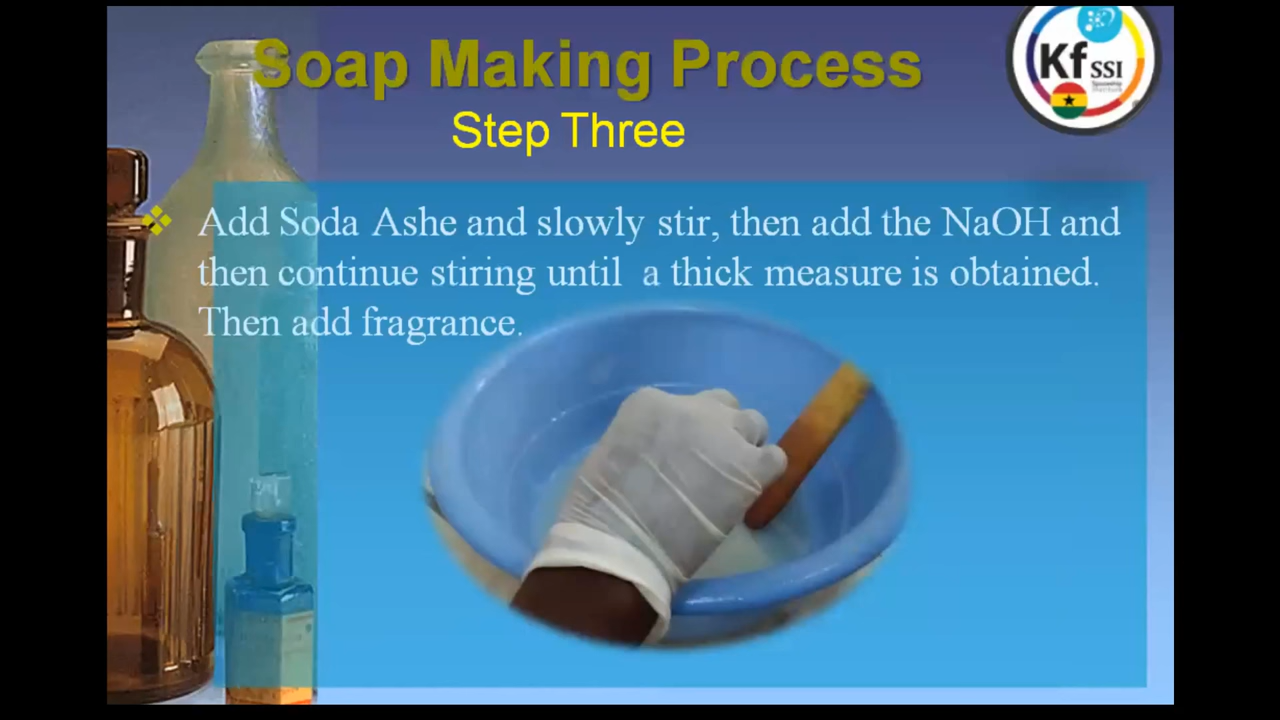 Soap Making Process
Kf SSI
Step Three
Add Soda Ashe and slowly stir, then add the NaOH and
then continue stiring until a thick measure is obtained.
Then add fragrance.